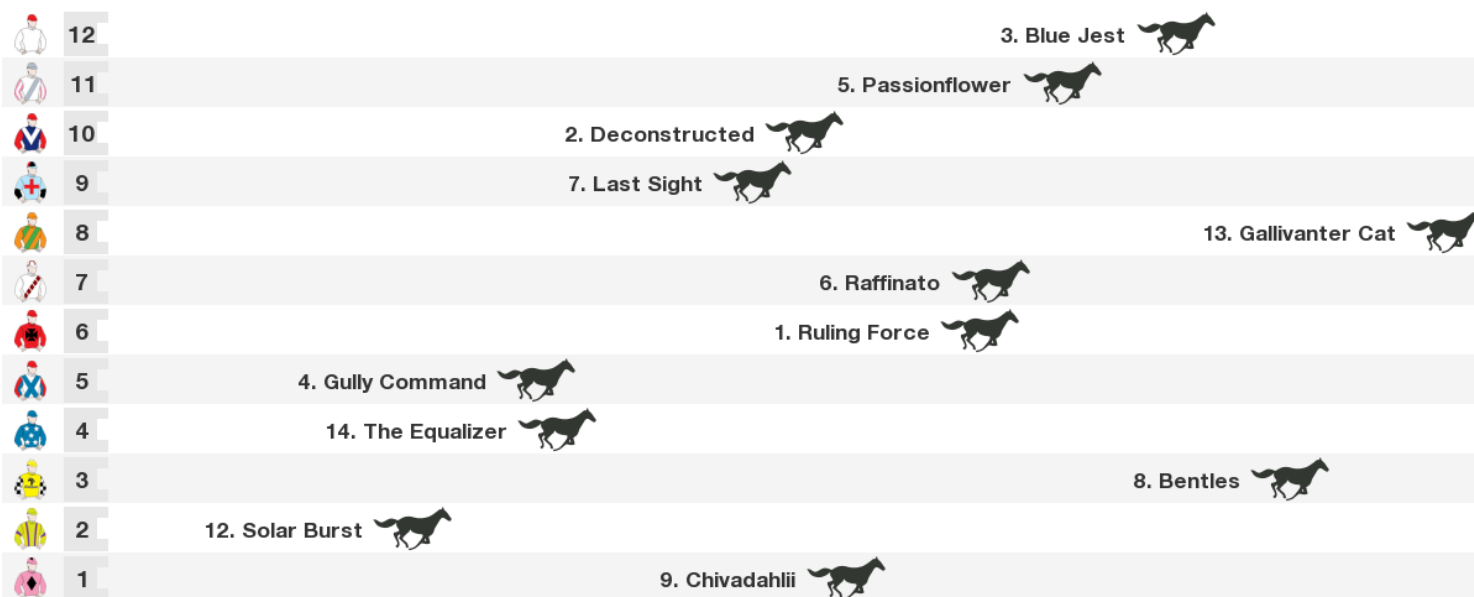 12 3. Blue Jest
11 5. Passionflower
10 2. Deconstructed
9 7. Last Sight
8 13. Gallivanter Cat
7 6. Raffinato
6 1. Ruling Force
5 4. Gully Command
4 14. The Equalizer
3 8. Bentles
2 12. Solar Burst
1 9. Chivadahlii